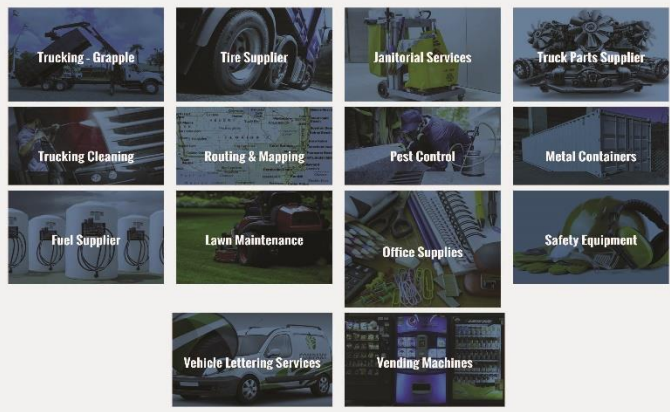 Trucking - Grapple
Tire Supplier
Janitorial Services
Truck Parts Supplier
Trucking Cleaning
Routing & Mapping
Pest Control
Metal Containers
Fuel Supplier
Lawn Maintenance
Office Supplies
Safety Equipment
Vehicle Lettering Services
Vending Machines